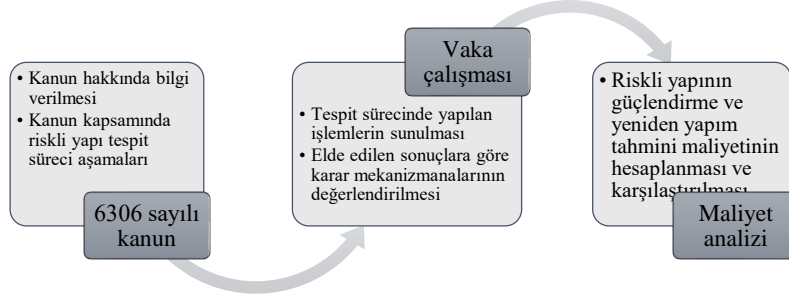 • Kanun hakkında bilgi
verilmesi
• Kanun kapsamında
riskli yapı tespit
süreci aşamaları
6306 sayılı
kanun
Vaka
çalışması
• Tespit sürecinde yapılan
işlemlerin sunulması
• Elde edilen sonuçlara göre
karar mekanizmanalarının
değerlendirilmesi
• Riskli yapının
güçlendirme ve
yeniden yapım
tahmini maliyetinin
hesaplanması ve
karşılaştırılması
Maliyet
analizi